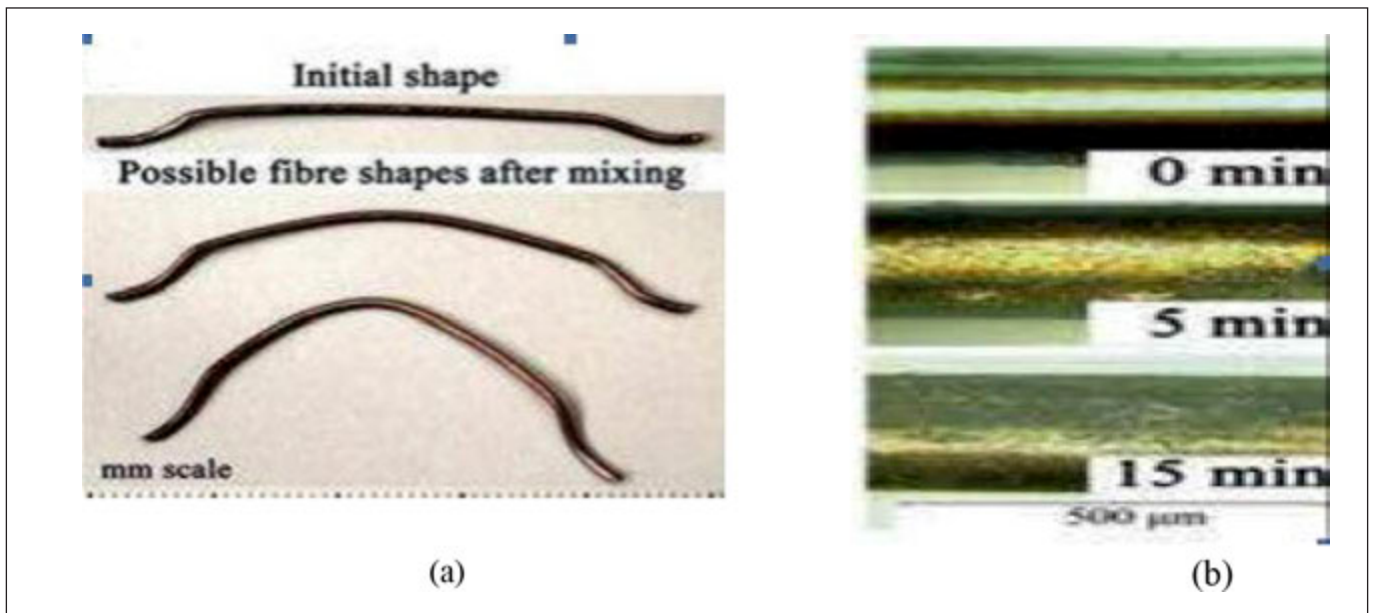 Initial shape
Possible fibre shapes after mixing
mm scale
(a)
0 min
5 min
15 min
500 μm
(b)